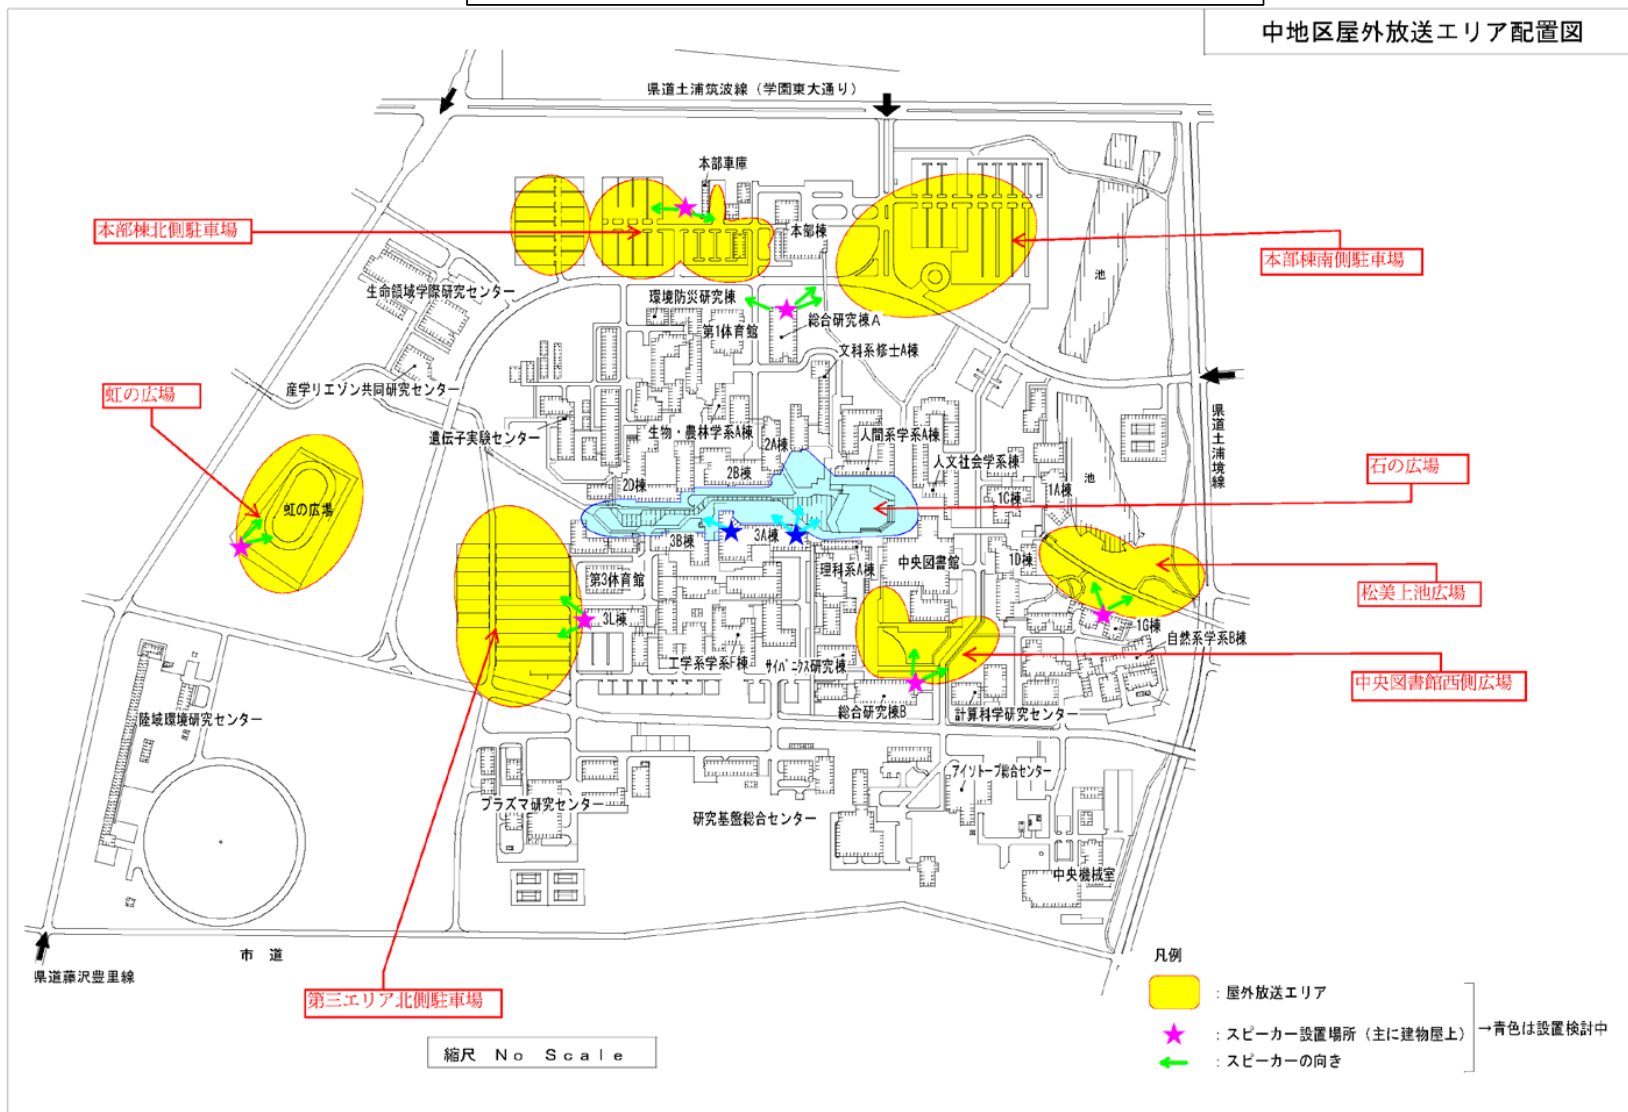 中地区屋外放送エリア配置図
県道土浦筑波線（学園東大通り）
本部車庫
本部棟北側駐車場
本部棟
本部棟南側駐車場
池
生命領域学際研究センター
環境防災研究棟
総合研究棟A
第1体育館
文科系修士A棟
産学リエゾン共同研究センター
虹の広場
県道土浦境線
遺伝子実験センター
生物・農林学系A棟
2A棟
人間系学系A棟
人文社会学系棟
石の広場
2B棟
池
2D棟
1C棟
1A棟
虹の広場
3B棟
3A棟
中央図書館
1D棟
理科系A棟
第3体育館
松美上池広場
3L棟
1G棟
自然系学系B棟
工学系学系F棟
サイバニクス研究棟
中央図書館西側広場
総合研究棟B
計算科学研究センター
陸域環境研究センター
アイソトープ総合センター
プラズマ研究センター
研究基盤総合センター
中央機械室
市 道
県道藤沢豊里線
第三エリア北側駐車場
凡例
：屋外放送エリア
：スピーカー設置場所（主に建物屋上）
→青色は設置検討中
：スピーカーの向き
縮尺 No Scale